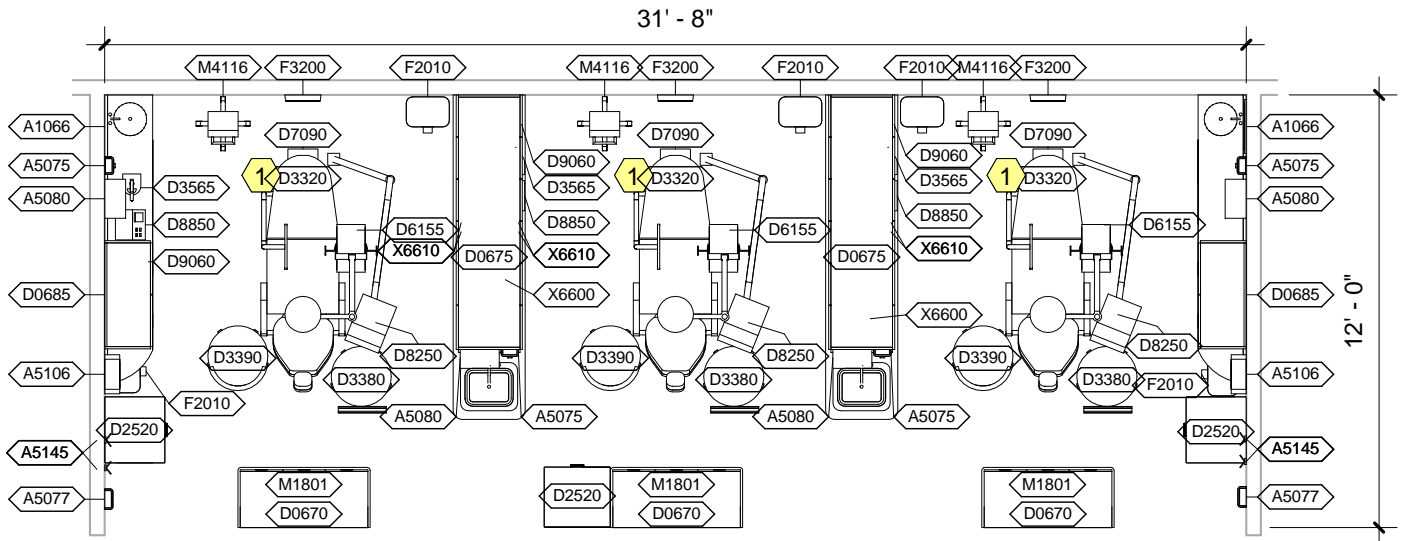 31' - 8"
M4116 F3200 F2010 M4116 F3200 F2010 F2010 M4116 F3200
A1066 D7090 D7090 D7090 A1066
A5075 1 D3320 D9060 1 D3320 D9060 1 D3320 A5075
A5080 D3565 D3565 D3565 A5080
D8850 D6155 D8850 D6155 D8850 D6155
X6610 D0675 X6610 D0675 X6610
D9060
D0685 X6600 X6600 D0685
12' - 0"
D3390 D8250 D3390 D8250 D3390 D8250
A5106 D3380 D3380 D3380 F2010 A5106
F2010 A5080 A5075 A5080 A5075
D2520 D2520
A5145 A5145
M1801 D2520 M1801 M1801
A5077 A5077
D0670 D0670 D0670